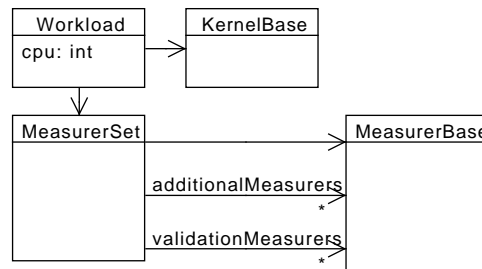 Workload
KernelBase
cpu: int
MeasurerSet
MeasurerBase
additionalMeasurers
*
validationMeasurers
*